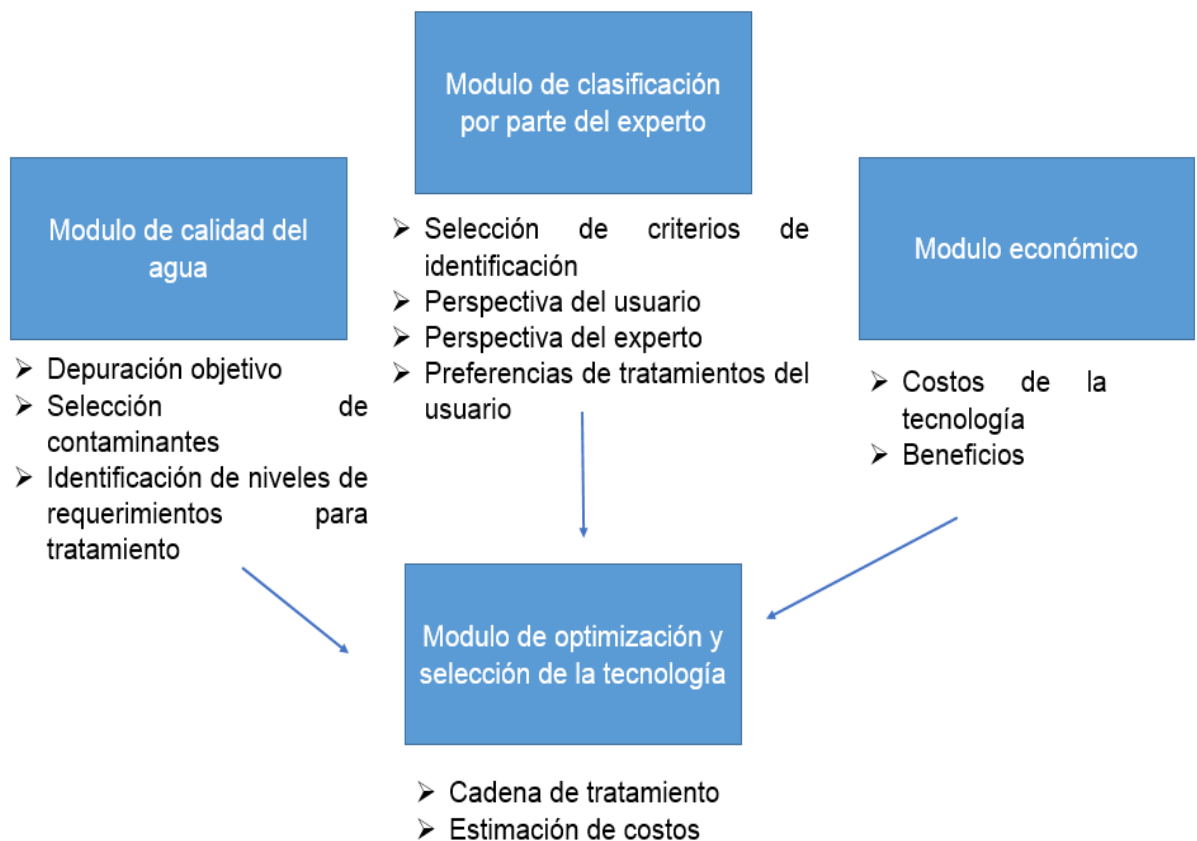 Modulo de clasificación
por parte del experto
Modulo de calidad del
agua
Modulo económico
➢ Selección de criterios de
identificación
➢ Perspectiva del usuario
➢ Perspectiva del experto
➢ Preferencias de tratamientos del
usuario
➢ Depuración objetivo
➢ Selección de
contaminantes
➢ Identificación de niveles de
requerimientos para
tratamiento
➢ Costos de la
tecnología
➢ Beneficios
Modulo de optimización y
selección de la tecnología
➢ Cadena de tratamiento
➢ Estimación de costos